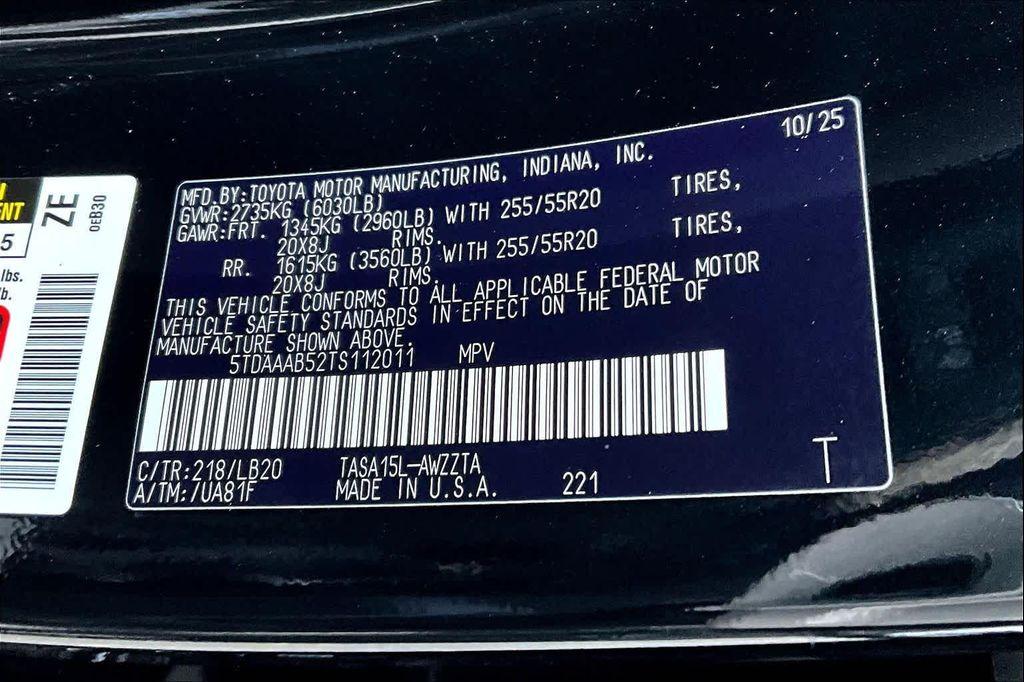 ENT
5
lbs.
b.
ZE
0EB30
10/25
MFD.BY:TOYOTA MOTOR MANUFACTURING, INDIANA, INC.
GVWR:2735KG (6030LB)
GAWR:FRT. 1345KG (2960LB) WITH 255/55R20 TIRES,
20X8J RIMS.
RR. 1615KG (3560LB) WITH 255/55R20 TIRES,
20X8J RIMS.
THIS VEHICLE CONFORMS TO ALL APPLICABLE FEDERAL MOTOR
VEHICLE SAFETY STANDARDS IN EFFECT ON THE DATE OF
MANUFACTURE SHOWN ABOVE.
5TDAAAB52TS112011 MPV
C/TR:218/LB20 TASA15L-AWZZTA
A/TM:/UA81F MADE IN U.S.A. 221
T